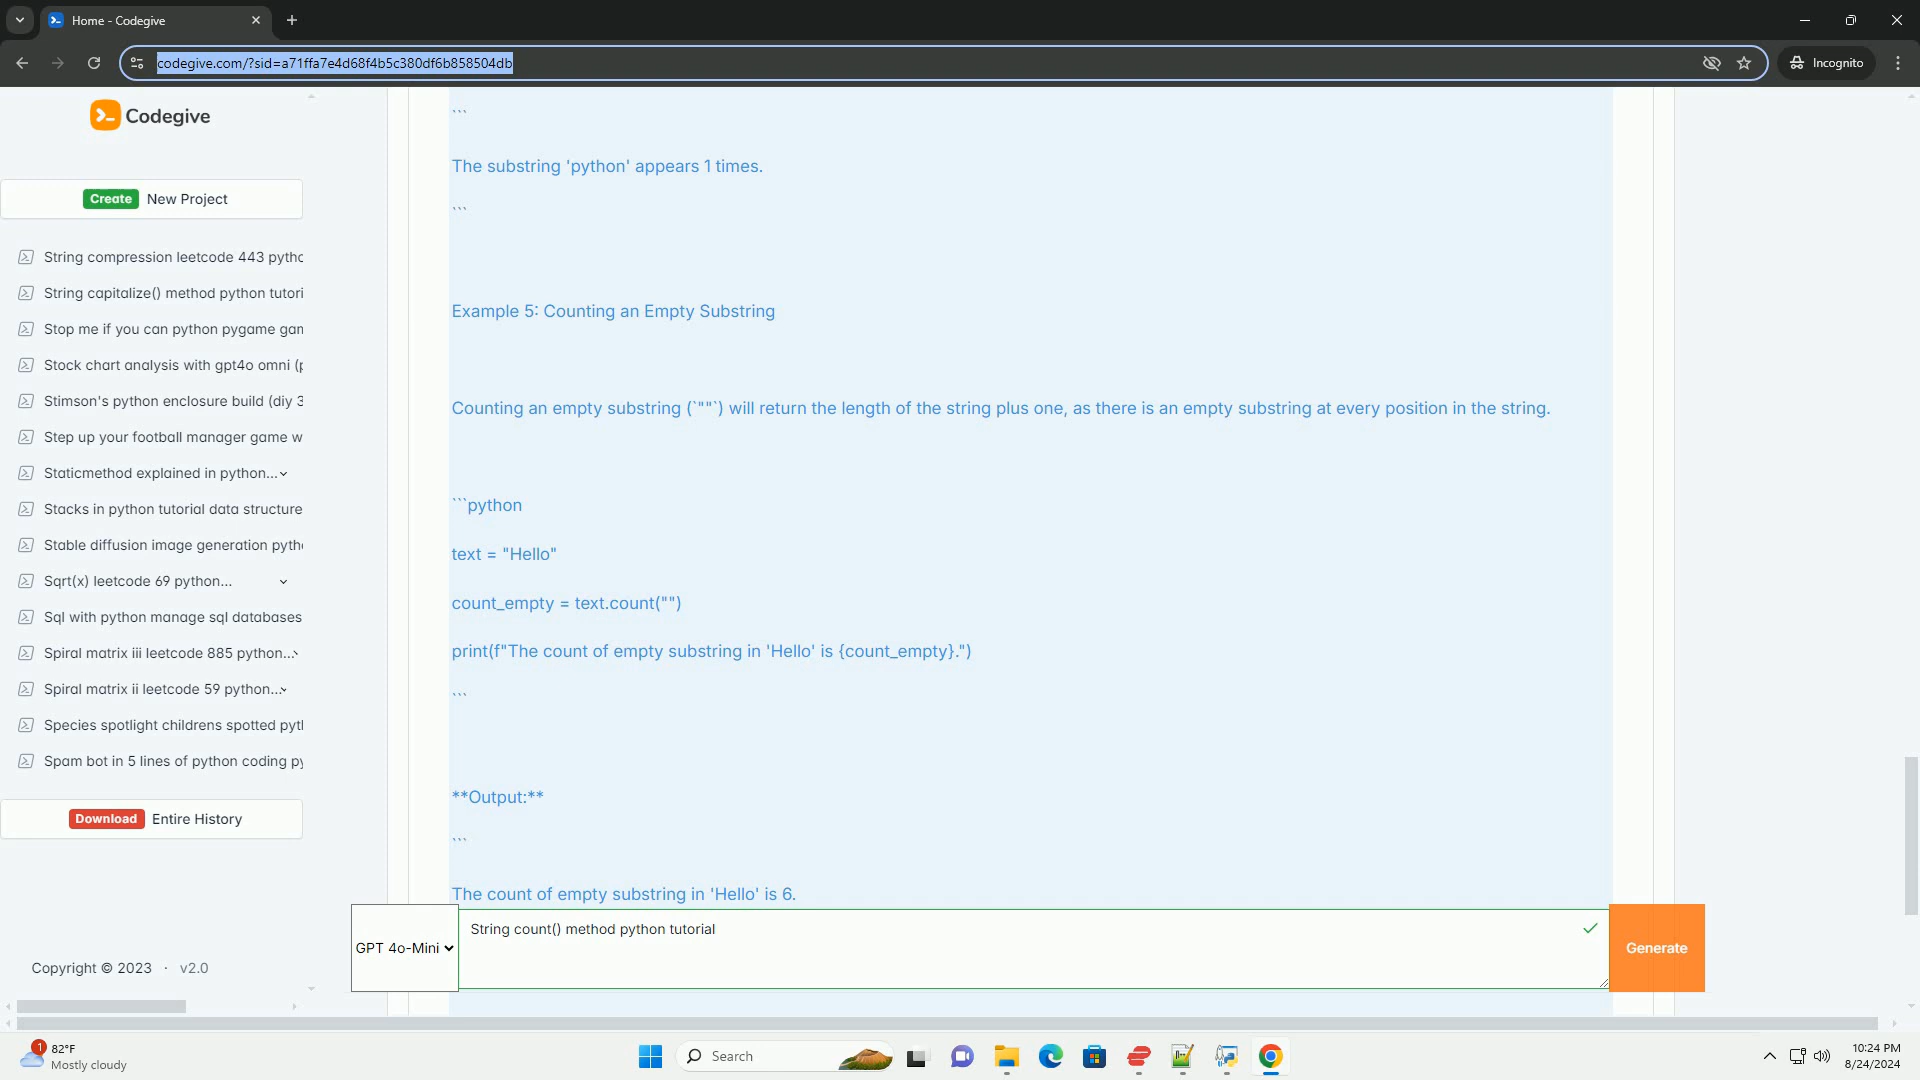 Home - Codegive
codegive.com/?sid=a71ffa7e4d68f4b5c380df6b858504db
Incognito
Codegive
Create New Project
String compression leetcode 443 pytho
String capitalize() method python tutori
Stop me if you can python pygame gam
Stock chart analysis with gpt4o omni (p
Stimson's python enclosure build (diy 3
Step up your football manager game w
Staticmethod explained in python...
Stacks in python tutorial data structure
Stable diffusion image generation pyth
Sqrt(x) leetcode 69 python...
Sql with python manage sql databases
Spiral matrix iii leetcode 885 python...
Spiral matrix ii leetcode 59 python...
Species spotlight childrens spotted pyt
Spam bot in 5 lines of python coding py
Download Entire History
Copyright © 2023 · v2.0
```
The substring 'python' appears 1 times.
```
Example 5: Counting an Empty Substring
Counting an empty substring (`""`) will return the length of the string plus one, as there is an empty substring at every position in the string.
```python
text = "Hello"
count_empty = text.count("")
print(f"The count of empty substring in 'Hello' is {count_empty}.")
```
**Output:**
```
The count of empty substring in 'Hello' is 6.
GPT 4o-Mini
String count() method python tutorial
Generate
1
82°F
Mostly cloudy
Search
10:24 PM
8/24/2024